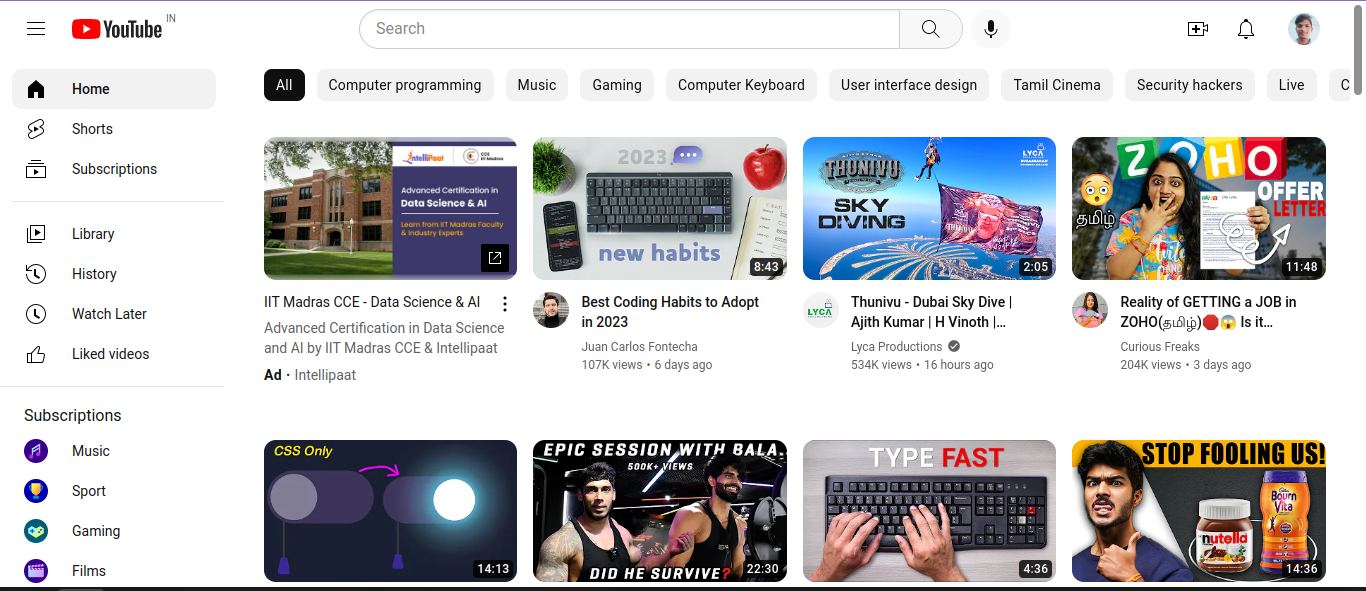 YouTube IN
Search
Home
Shorts
Subscriptions
Library
History
Watch Later
Liked videos
Subscriptions
Music
Sport
Gaming
Films
All
Computer programming
Music
Gaming
Computer Keyboard
User interface design
Tamil Cinema
Security hackers
Live
C
IntelliPaat
CCE
IIT Madras
Advanced Certification in
Data Science & AI
Learn from IIT Madras Faculty
& Industry Experts
IIT Madras CCE - Data Science & AI
Advanced Certification in Data Science
and AI by IIT Madras CCE & Intellipaat
Ad · Intellipaat
2023
new habits
8:43
Best Coding Habits to Adopt
in 2023
Juan Carlos Fontecha
107K views • 6 days ago
THUNIVU
SKY
DIVING
LYCA
2:05
LYCA
Thunivu - Dubai Sky Dive |
Ajith Kumar | H Vinoth |...
Lyca Productions
534K views • 16 hours ago
ZOHO
OFFER
LETTER
தமிழ்
11:48
Reality of GETTING a JOB in
ZOHO(தமிழ்)🛑😱 Is it...
Curious Freaks
204K views • 3 days ago
CSS Only
14:13
EPIC SESSION WITH BALA..
500K+ VIEWS
DID HE SURVIVE?
22:30
TYPE FAST
4:36
STOP FOOLING US!
nutella
Cadbury
Bourn
Vita
14:36